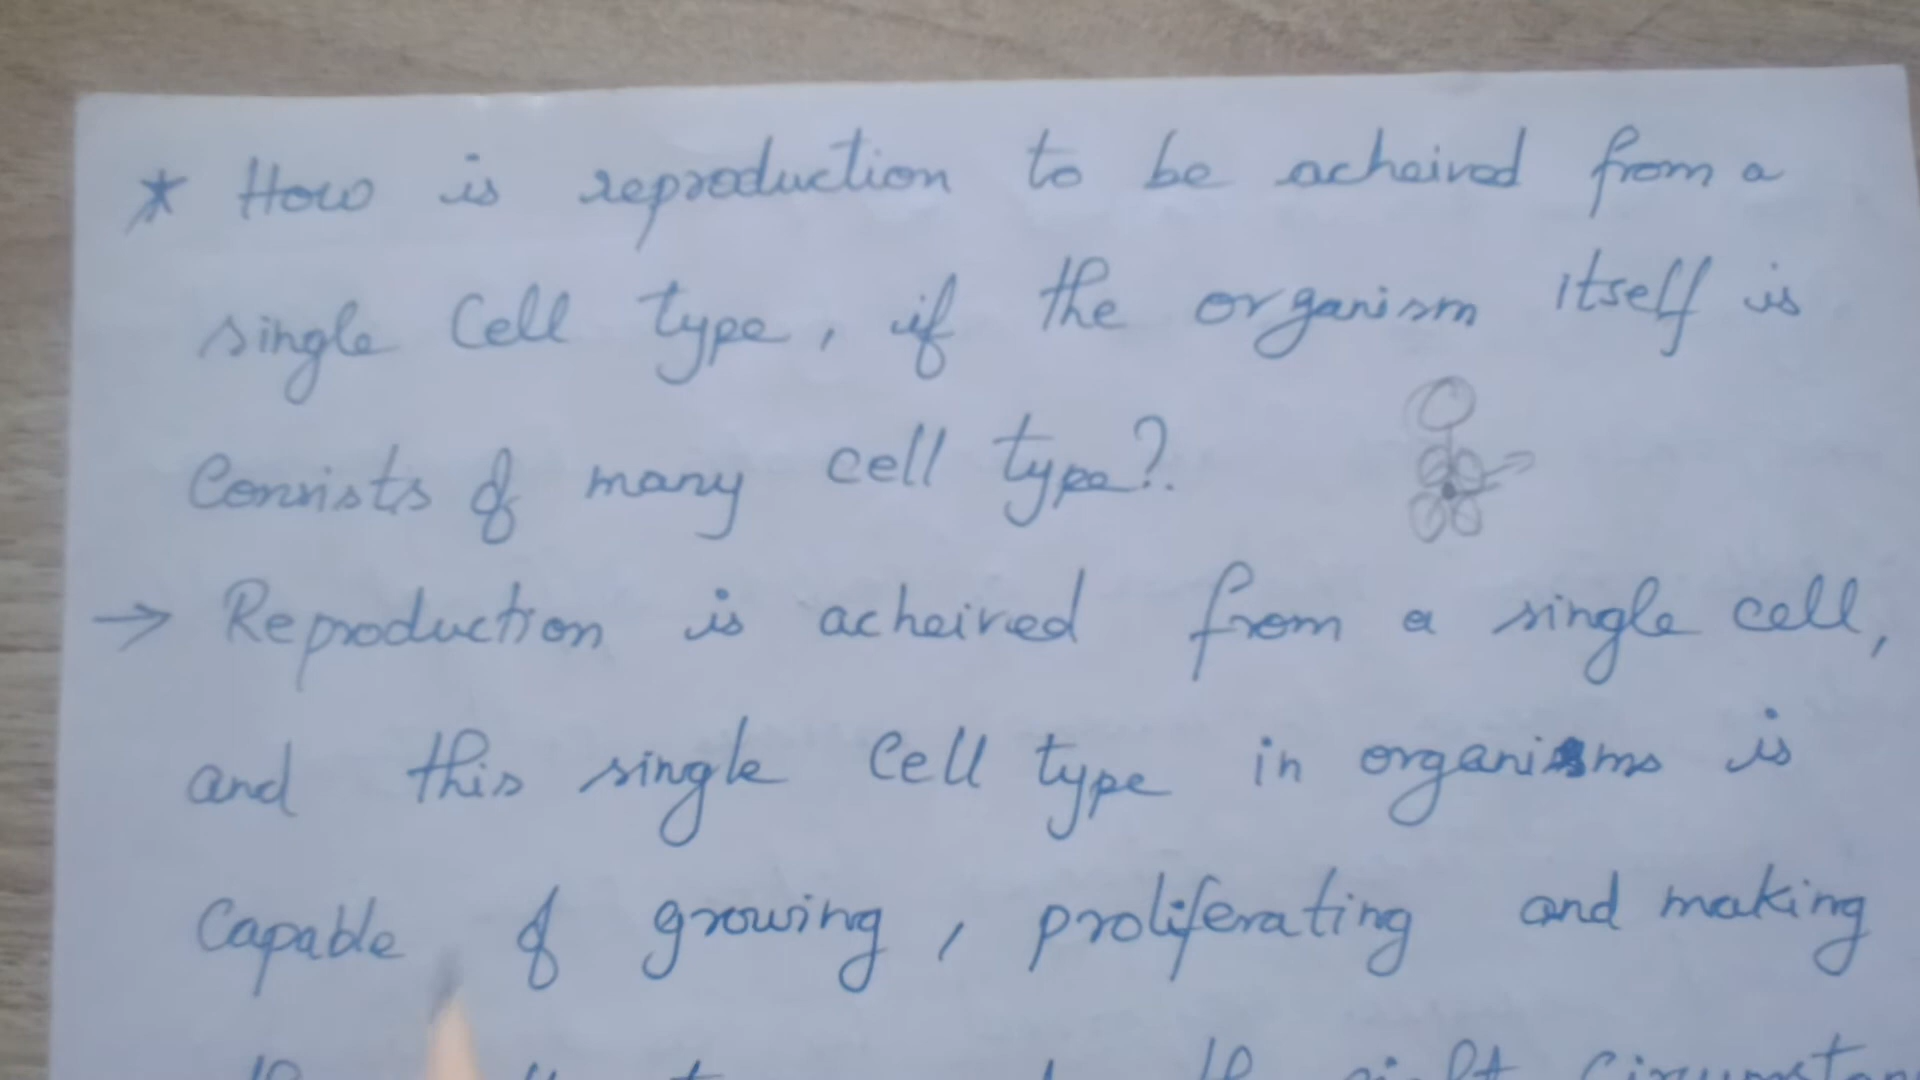 * How is reproduction to be acheived from a
single Cell type, if the organism itself is
Consists of many cell type?.
→ Reproduction is acheived from a single cell,
and this single Cell type in organisms is
Capable of growing, proliferating and making